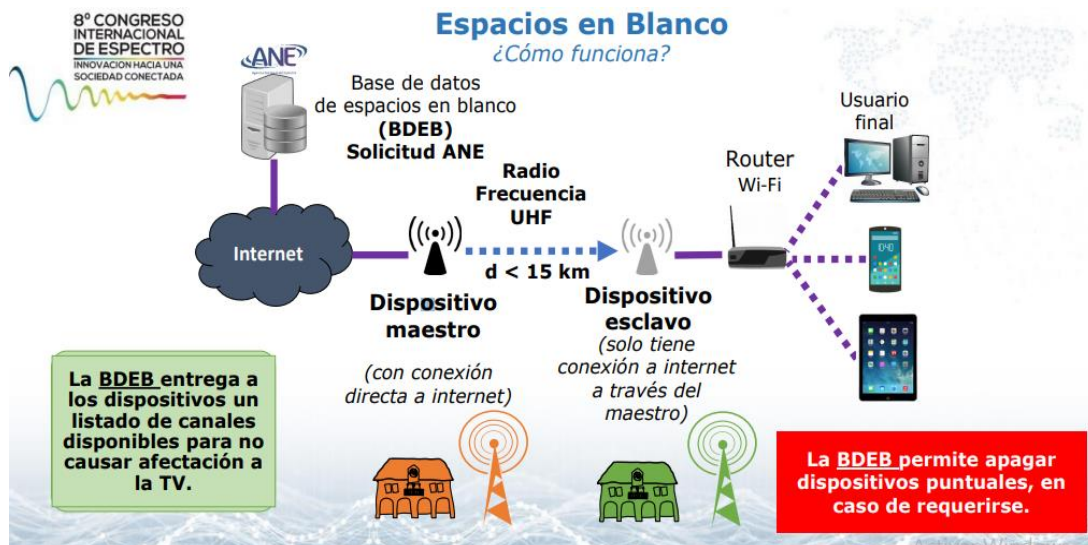 8º CONGRESO
INTERNACIONAL
DE ESPECTRO
INNOVACION HACIA UNA
SOCIEDAD CONECTADA
ANE
Espacios en Blanco
¿Cómo funciona?
Base de datos
de espacios en blanco
(BDEB)
Solicitud ANE
Internet
Radio
Frecuencia
UHF
d < 15 km
Dispositivo
maestro
(con conexión
directa a internet)
Dispositivo
esclavo
(solo tiene
conexión a internet
a través del
maestro)
Router
Wi-Fi
Usuario
final
10:40
La BDEB entrega a
los dispositivos un
listado de canales
disponibles para no
causar afectación a
la TV.
La BDEB permite apagar
dispositivos puntuales, en
caso de requerirse.